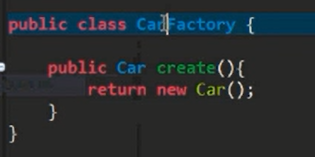 public class CarFactory {
public Car create(){
return new Car();
}
}